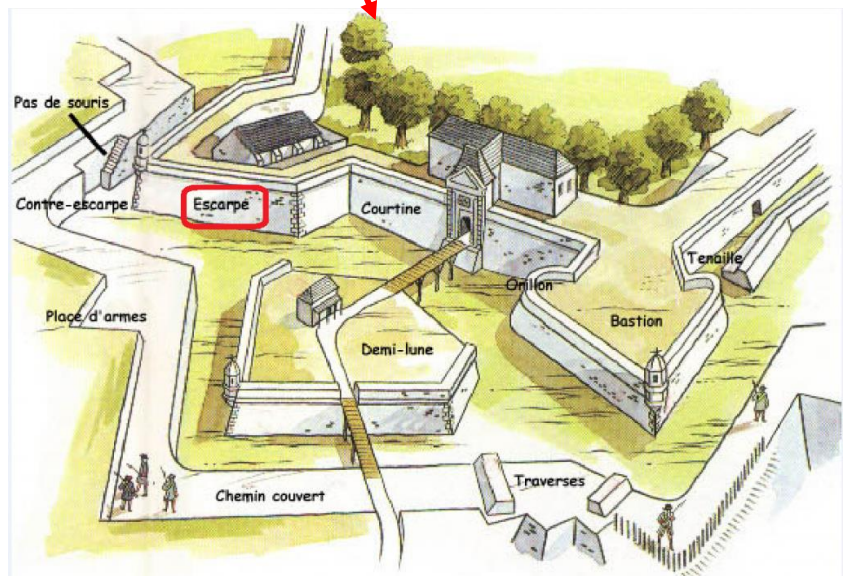 Pas de souris
Contre-escarpe
Escarpe
Courtine
Tenaille
Orillon
Place d'armes
Bastion
Demi-lune
Traverses
Chemin couvert